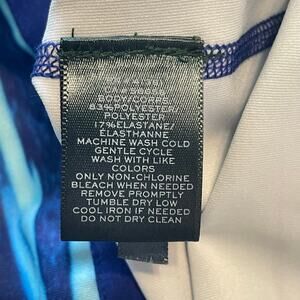 BODY/CORPS
83%POLYESTER/
POLYESTER
17%ELASTANE/
ÉLASTHANNE
MACHINE WASH COLD
GENTLE CYCLE
WASH WITH LIKE
COLORS
ONLY NON-CHLORINE
BLEACH WHEN NEEDED
REMOVE PROMPTLY
TUMBLE DRY LOW
COOL IRON IF NEEDED
DO NOT DRY CLEAN